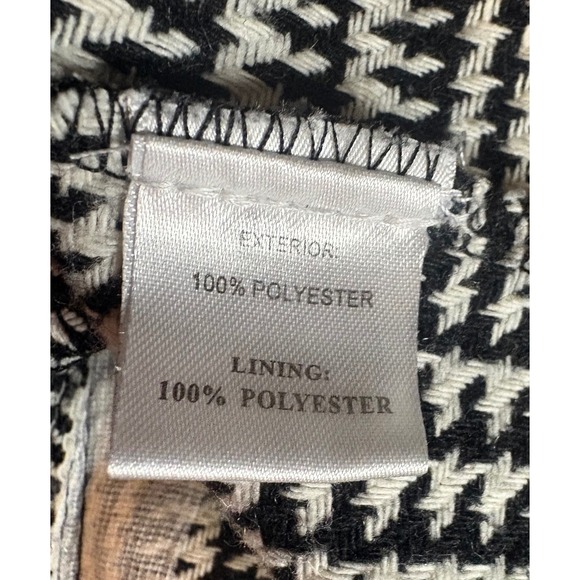 EXTERIOR:
100% POLYESTER
LINING:
100% POLYESTER